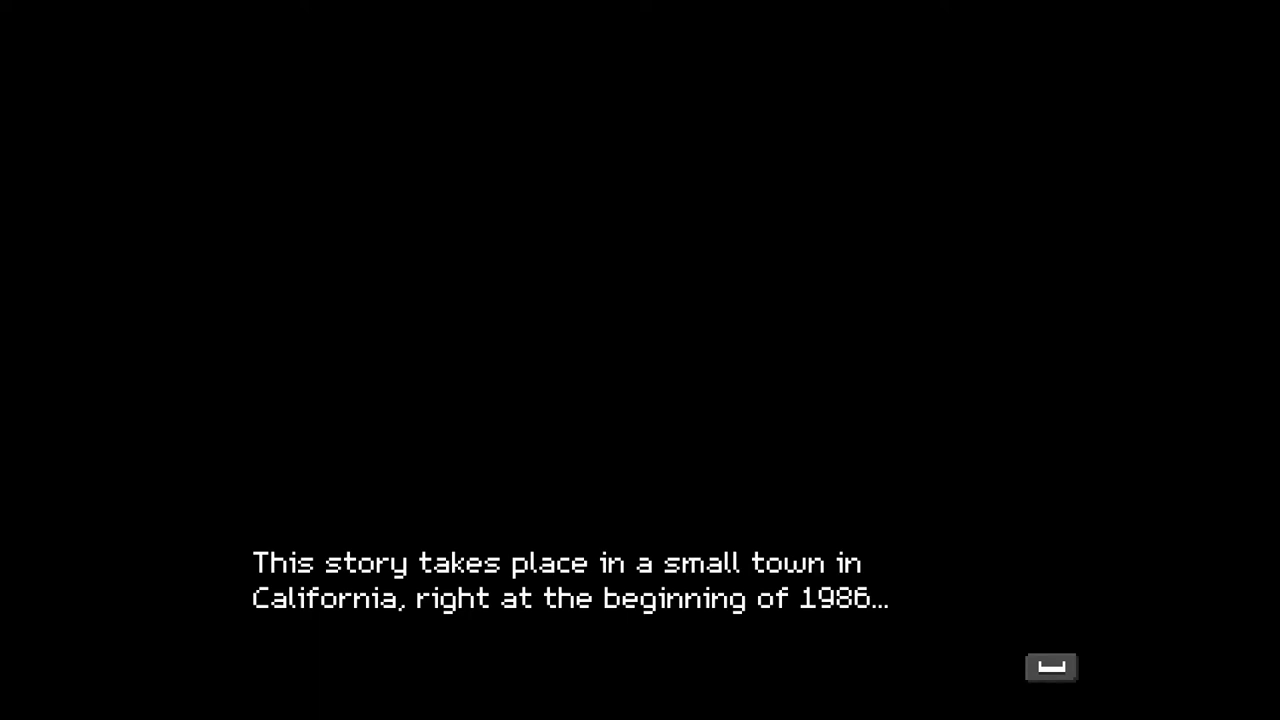 This story takes place in a small town in
California, right at the beginning of 1986...